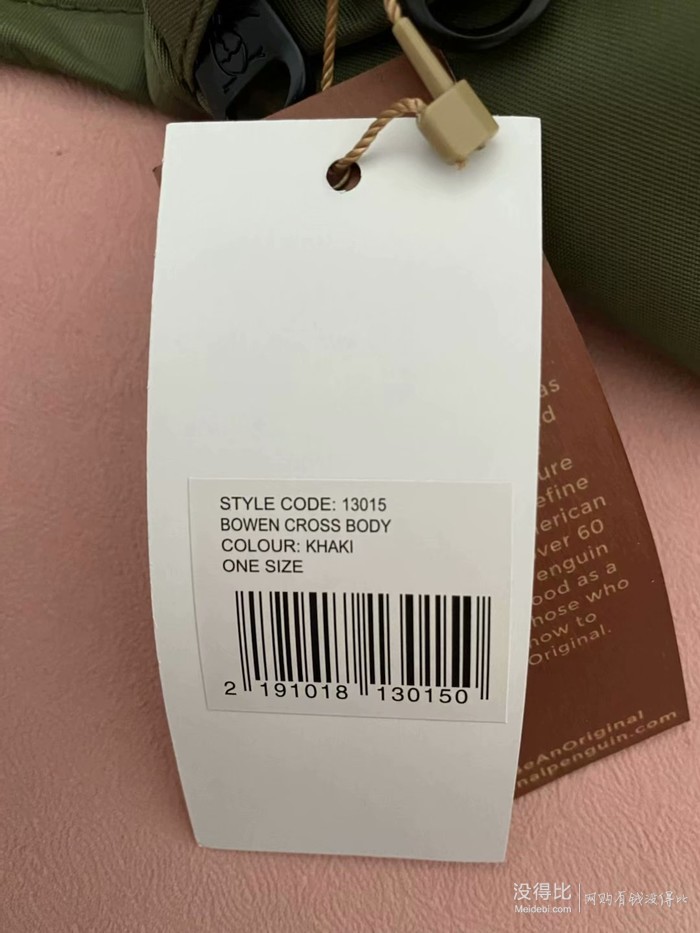 STYLE CODE: 13015
BOWEN CROSS BODY
COLOUR: KHAKI
ONE SIZE
2 191018 130150
as
d
ure
efine
erican
ver 60
enguin
ood as a
hose who
now to
Original.
eAnOriginal
nalpenguin.com
没得比
Meidebi.com
网购有钱没得比